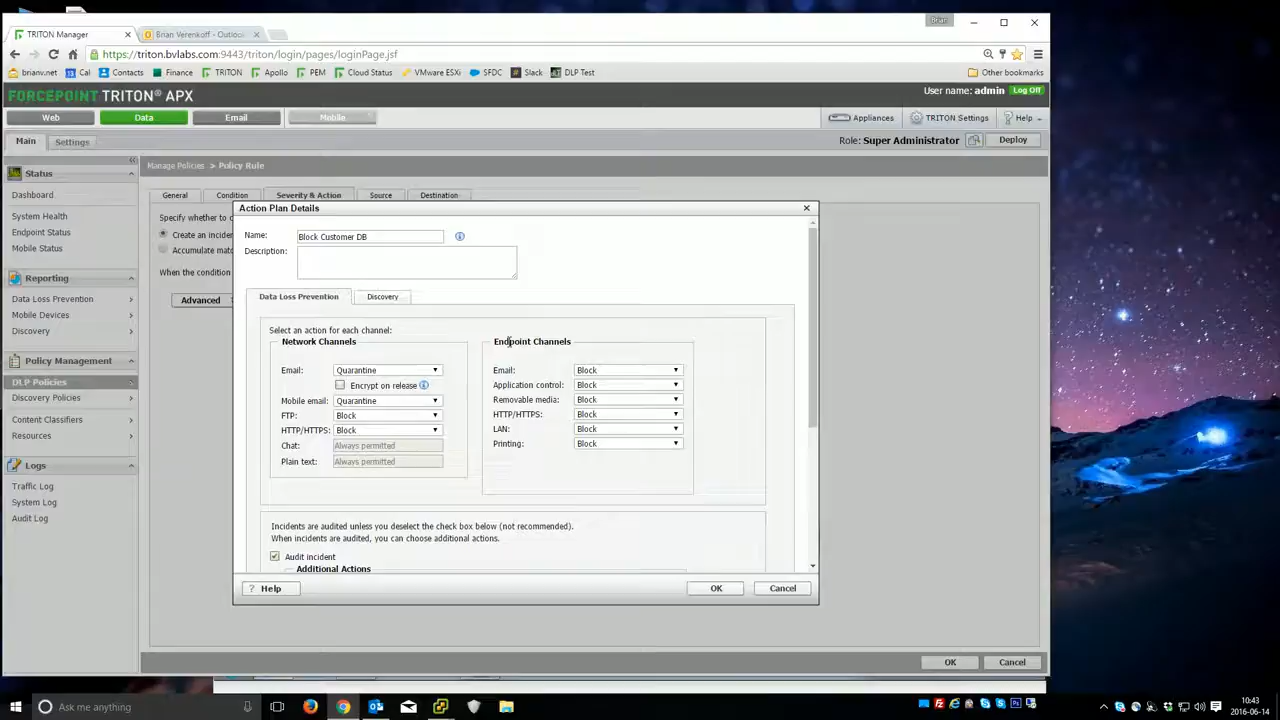 Brian
TRITON Manager
Brian Verenkoff - Outloo
https://triton.bvlabs.com:9443/triton/login/pages/loginPage.jsf
brianv.net Cal Contacts Finance TRITON Apollo PEM Cloud Status VMware ESXi SFDC Slack DLP Test Other bookmarks
FORCEPOINT TRITON® APX
User name: admin Log Off
Web Data Email Mobile Appliances TRITON Settings ? Help
Main Settings
Role: Super Administrator Deploy
Status
Dashboard
System Health
Endpoint Status
Mobile Status
Reporting
Data Loss Prevention
Mobile Devices
Discovery
Policy Management
DLP Policies
Discovery Policies
Content Classifiers
Resources
Logs
Traffic Log
System Log
Audit Log
Manage Policies > Policy Rule
General Condition Severity & Action Source Destination
Specify whether to c
Create an inciden
Accumulate matc
When the condition
Advanced
Action Plan Details
Name: Block Customer DB
Description:
Data Loss Prevention Discovery
Select an action for each channel:
Network Channels
Email: Quarantine
Encrypt on release
Mobile email: Quarantine
FTP: Block
HTTP/HTTPS: Block
Chat: Always permitted
Plain text: Always permitted
Endpoint Channels
Email: Block
Application control: Block
Removable media: Block
HTTP/HTTPS: Block
LAN: Block
Printing: Block
Incidents are audited unless you deselect the check box below (not recommended).
When incidents are audited, you can choose additional actions.
Audit incident
Additional Actions
? Help OK Cancel
OK Cancel
Ask me anything
10:43
2016-06-14